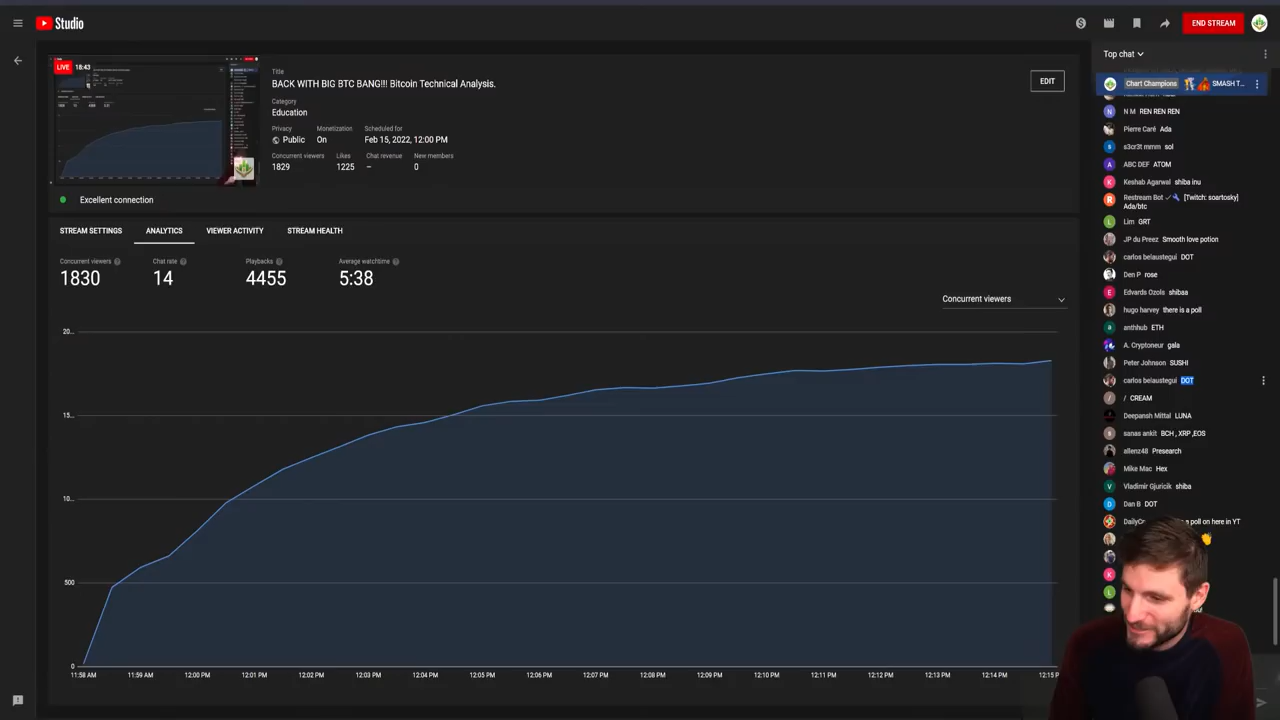 Studio
END STREAM
LIVE 18:43
Title
BACK WITH BIG BTC BANG!!! Bitcoin Technical Analysis.
EDIT
Category
Education
Privacy Monetization Scheduled for
Public On Feb 15, 2022, 12:00 PM
Concurrent viewers Likes Chat revenue New members
1829 1225 – 0
Excellent connection
STREAM SETTINGS ANALYTICS VIEWER ACTIVITY STREAM HEALTH
Concurrent viewers Chat rate Playbacks Average watchtime
1830 14 4455 5:38
Concurrent viewers
20...
15...
10...
500
0
11:58 AM 11:59 AM 12:00 PM 12:01 PM 12:02 PM 12:03 PM 12:04 PM 12:05 PM 12:06 PM 12:07 PM 12:08 PM 12:09 PM 12:10 PM 12:11 PM 12:12 PM 12:13 PM 12:14 PM 12:15 P
Top chat
Chart Champions SMASH T...
N M REN REN REN
Pierre Caré Ada
s3cr3t mmm sol
ABC DEF ATOM
Keshab Agarwal shiba inu
Restream Bot [Twitch: soartosky]
Ada/btc
Lim GRT
JP du Preez Smooth love potion
carlos belaustegui DOT
Den P rose
Edvards Ozols shibaa
hugo harvey there is a poll
anthhub ETH
A. Cryptoneur gala
Peter Johnson SUSHI
carlos belaustegui DOT
/ CREAM
Deepansh Mittal LUNA
sanas ankit BCH , XRP ,EOS
allenz48 Presearch
Mike Mac Hex
Vladimir Gjuricik shiba
Dan B DOT
a poll on here in YT